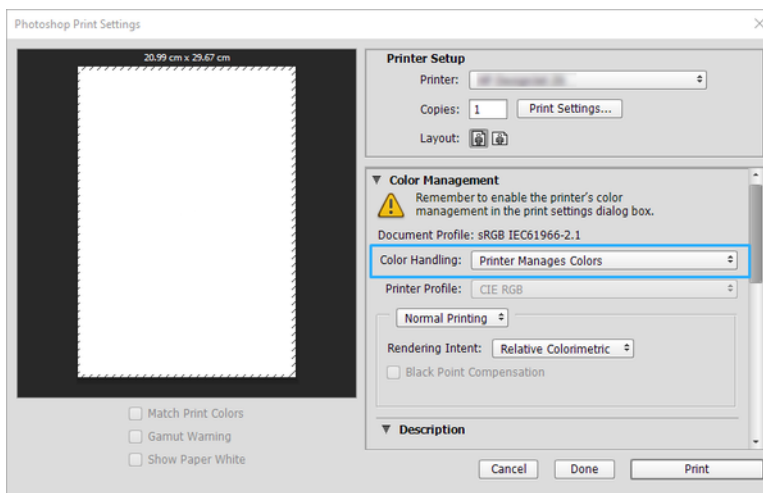 Photoshop Print Settings
20.99 cm x 29.67 cm
Match Print Colors
Gamut Warning
Show Paper White
Printer Setup
Printer:
Copies: 1 Print Settings...
Layout:
Color Management
Remember to enable the printer's color
management in the print settings dialog box.
Document Profile: sRGB IEC61966-2.1
Color Handling: Printer Manages Colors
Printer Profile: CIE RGB
Normal Printing
Rendering Intent: Relative Colorimetric
Black Point Compensation
Description
Cancel Done Print